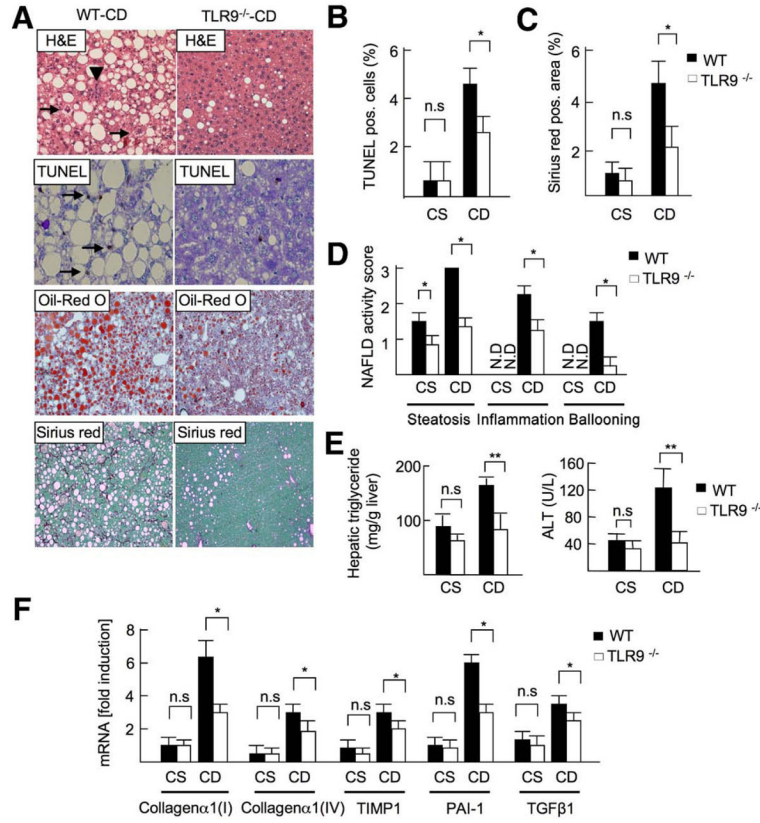 A
WT-CD
TLR9-/--CD
H&E
H&E
TUNEL
TUNEL
Oil-Red O
Oil-Red O
Sirius red
Sirius red
B
TUNEL pos. cells (%)
6
4
2
n.s
*
CS
CD
C
Sirius red pos. area (%)
6
4
2
n.s
*
CS
CD
WT
TLR9 -/-
D
NAFLD activity score
3
2
1
*
*
*
*
N.D
N.D
N.D
N.D
CS CD CS CD CS CD
Steatosis Inflammation Ballooning
WT
TLR9 -/-
E
Hepatic triglyceride
(mg/g liver)
200
100
n.s
**
CS
CD
ALT (U/L)
160
120
80
40
n.s
**
CS
CD
WT
TLR9 -/-
F
mRNA [fold induction]
8
6
4
2
n.s
*
n.s
*
n.s
*
n.s
*
n.s
*
WT
TLR9 -/-
CS CD CS CD CS CD CS CD CS CD
Collagenα1(I) Collagenα1(IV) TIMP1 PAI-1 TGFβ1